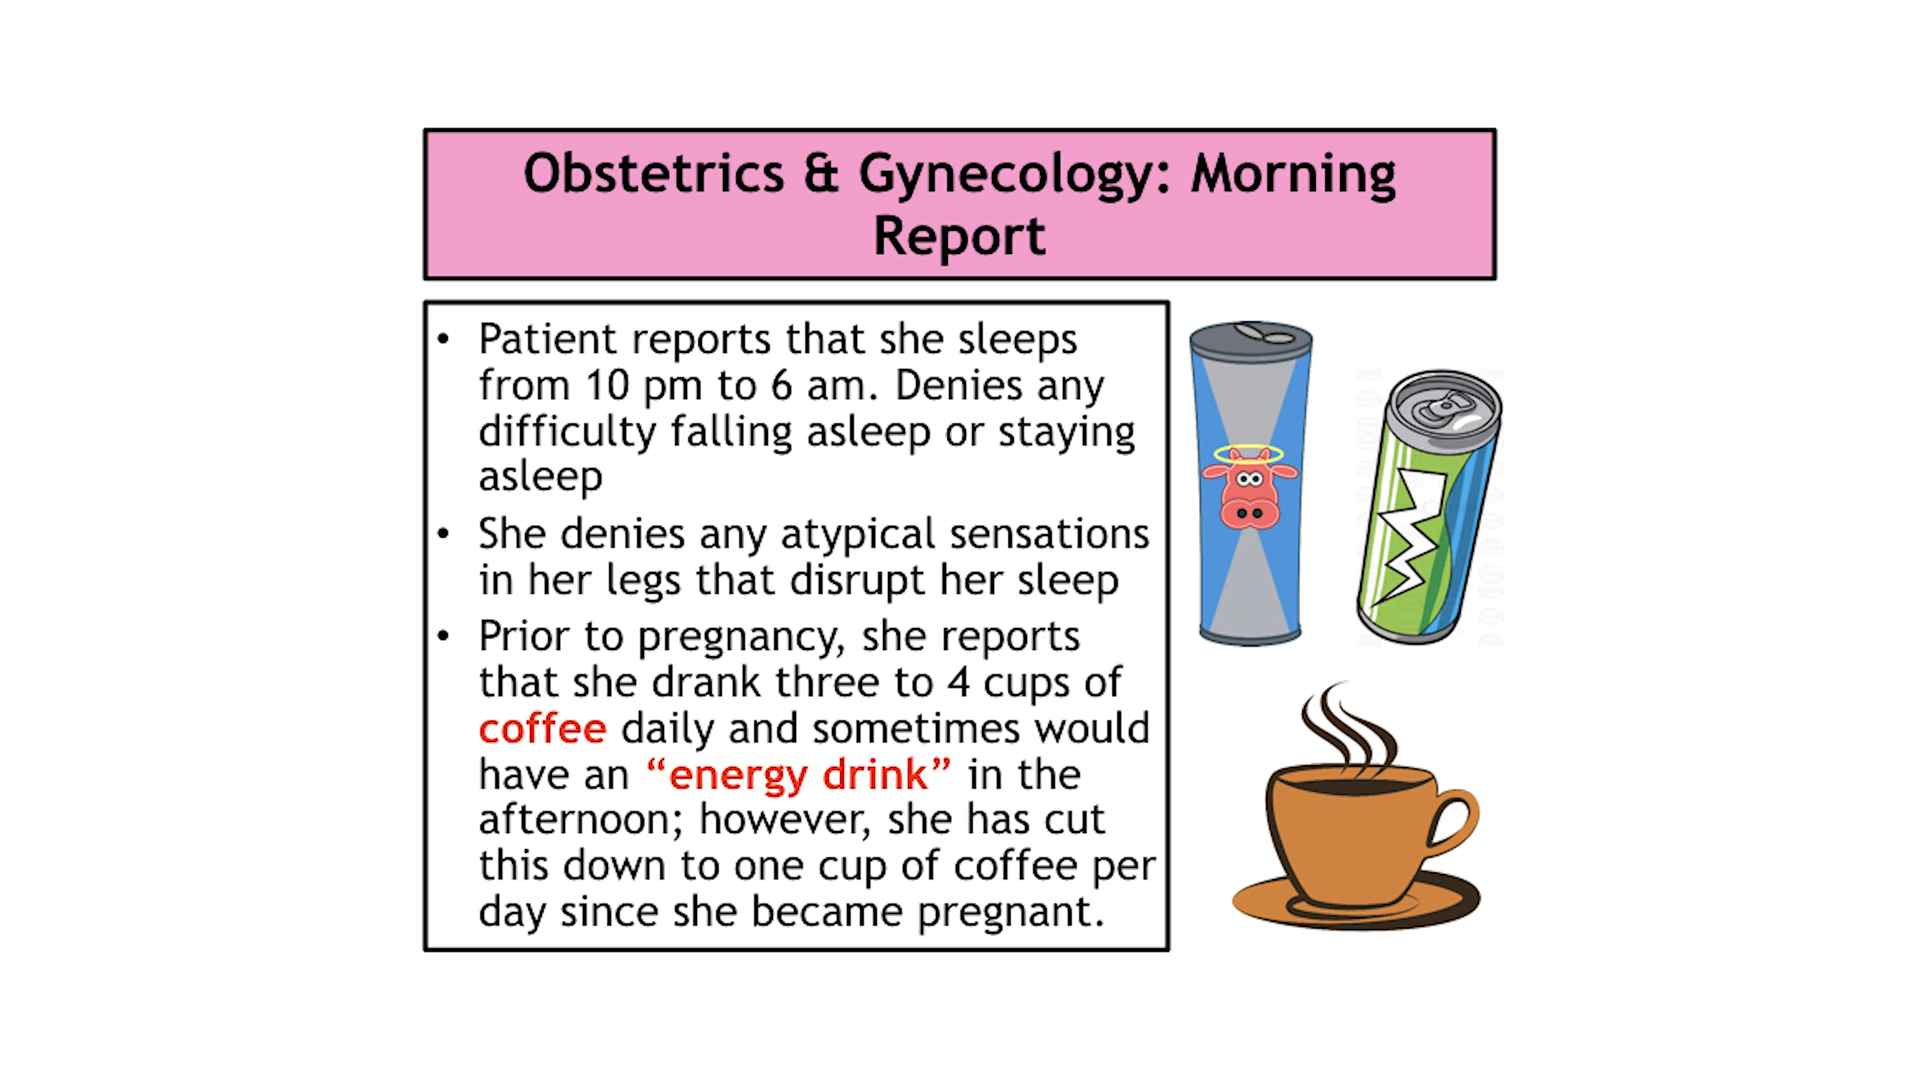 Obstetrics & Gynecology: Morning
Report
• Patient reports that she sleeps
from 10 pm to 6 am. Denies any
difficulty falling asleep or staying
asleep
• She denies any atypical sensations
in her legs that disrupt her sleep
• Prior to pregnancy, she reports
that she drank three to 4 cups of
coffee daily and sometimes would
have an “energy drink” in the
afternoon; however, she has cut
this down to one cup of coffee per
day since she became pregnant.